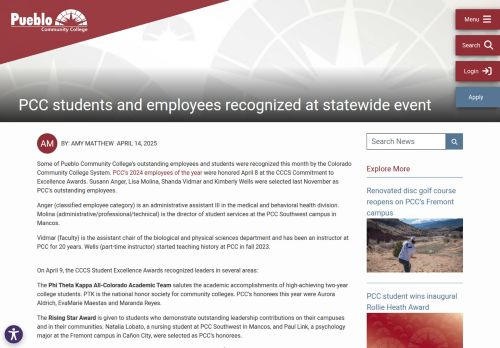 Pueblo
Community College
Menu
Search
Login
Apply
PCC students and employees recognized at statewide event
AM
BY: AMY MATTHEW APRIL 14, 2025
Search News
Some of Pueblo Community College's outstanding employees and students were recognized this month by the Colorado
Community College System. PCC's 2024 employees of the year were honored April 8 at the CCCS Commitment to
Excellence Awards. Susann Anger, Lisa Molina, Shanda Vidmar and Kimberly Wells were selected last November as
PCC's outstanding employees.
Anger (classified employee category) is an administrative assistant III in the medical and behavioral health division.
Molina (administrative/professional/technical) is the director of student services at the PCC Southwest campus in
Mancos.
Vidmar (faculty) is the assistant chair of the biological and physical sciences department and has been an instructor at
PCC for 20 years. Wells (part-time instructor) started teaching history at PCC in fall 2023.
On April 9, the CCCS Student Excellence Awards recognized leaders in several areas:
The Phi Theta Kappa All-Colorado Academic Team salutes the academic accomplishments of high-achieving two-year
college students. PTK is the national honor society for community colleges. PCC's honorees this year were Aurora
Aldrich, EvaMarie Maestas and Maranda Reyes.
The Rising Star Award is given to students who demonstrate outstanding leadership contributions on their campuses
and in their communities. Natalia Lobato, a nursing student at PCC Southwest in Mancos, and Paul Link, a psychology
major at the Fremont campus in Cañon City, were selected as PCC's honorees.
Explore More
Renovated disc golf course
reopens on PCC's Fremont
campus
PCC student wins inaugural
Rollie Heath Award